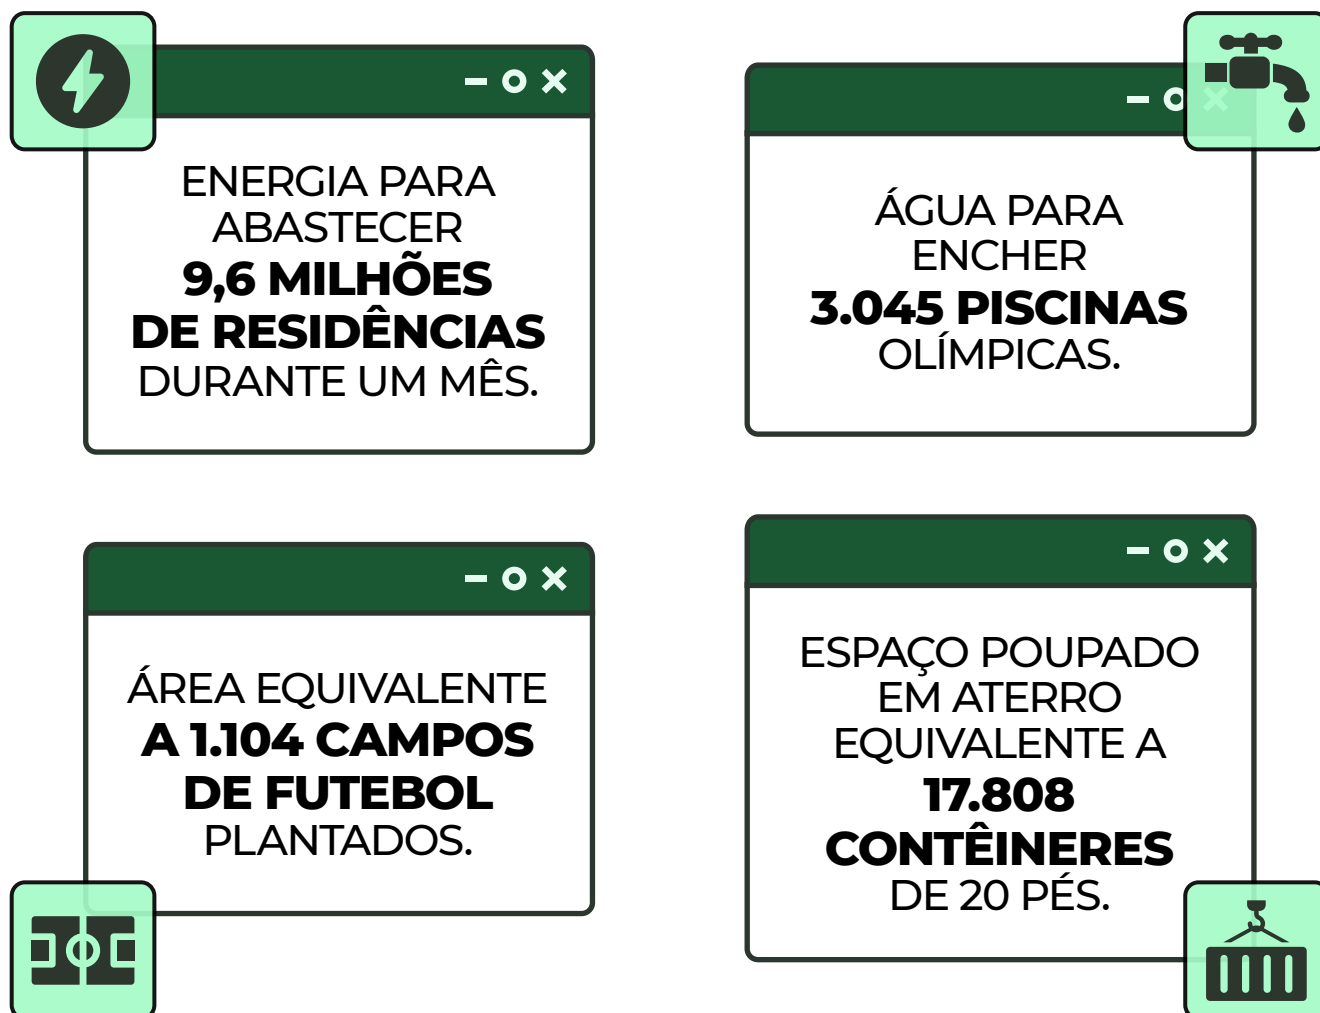 ENERGIA PARA
ABASTECER
9,6 MILHÕES
DE RESIDÊNCIAS
DURANTE UM MÊS.
ÁGUA PARA
ENCHER
3.045 PISCINAS
OLÍMPICAS.
ÁREA EQUIVALENTE
A 1.104 CAMPOS
DE FUTEBOL
PLANTADOS.
ESPAÇO POUPADO
EM ATERRO
EQUIVALENTE A
17.808
CONTÊINERES
DE 20 PÉS.